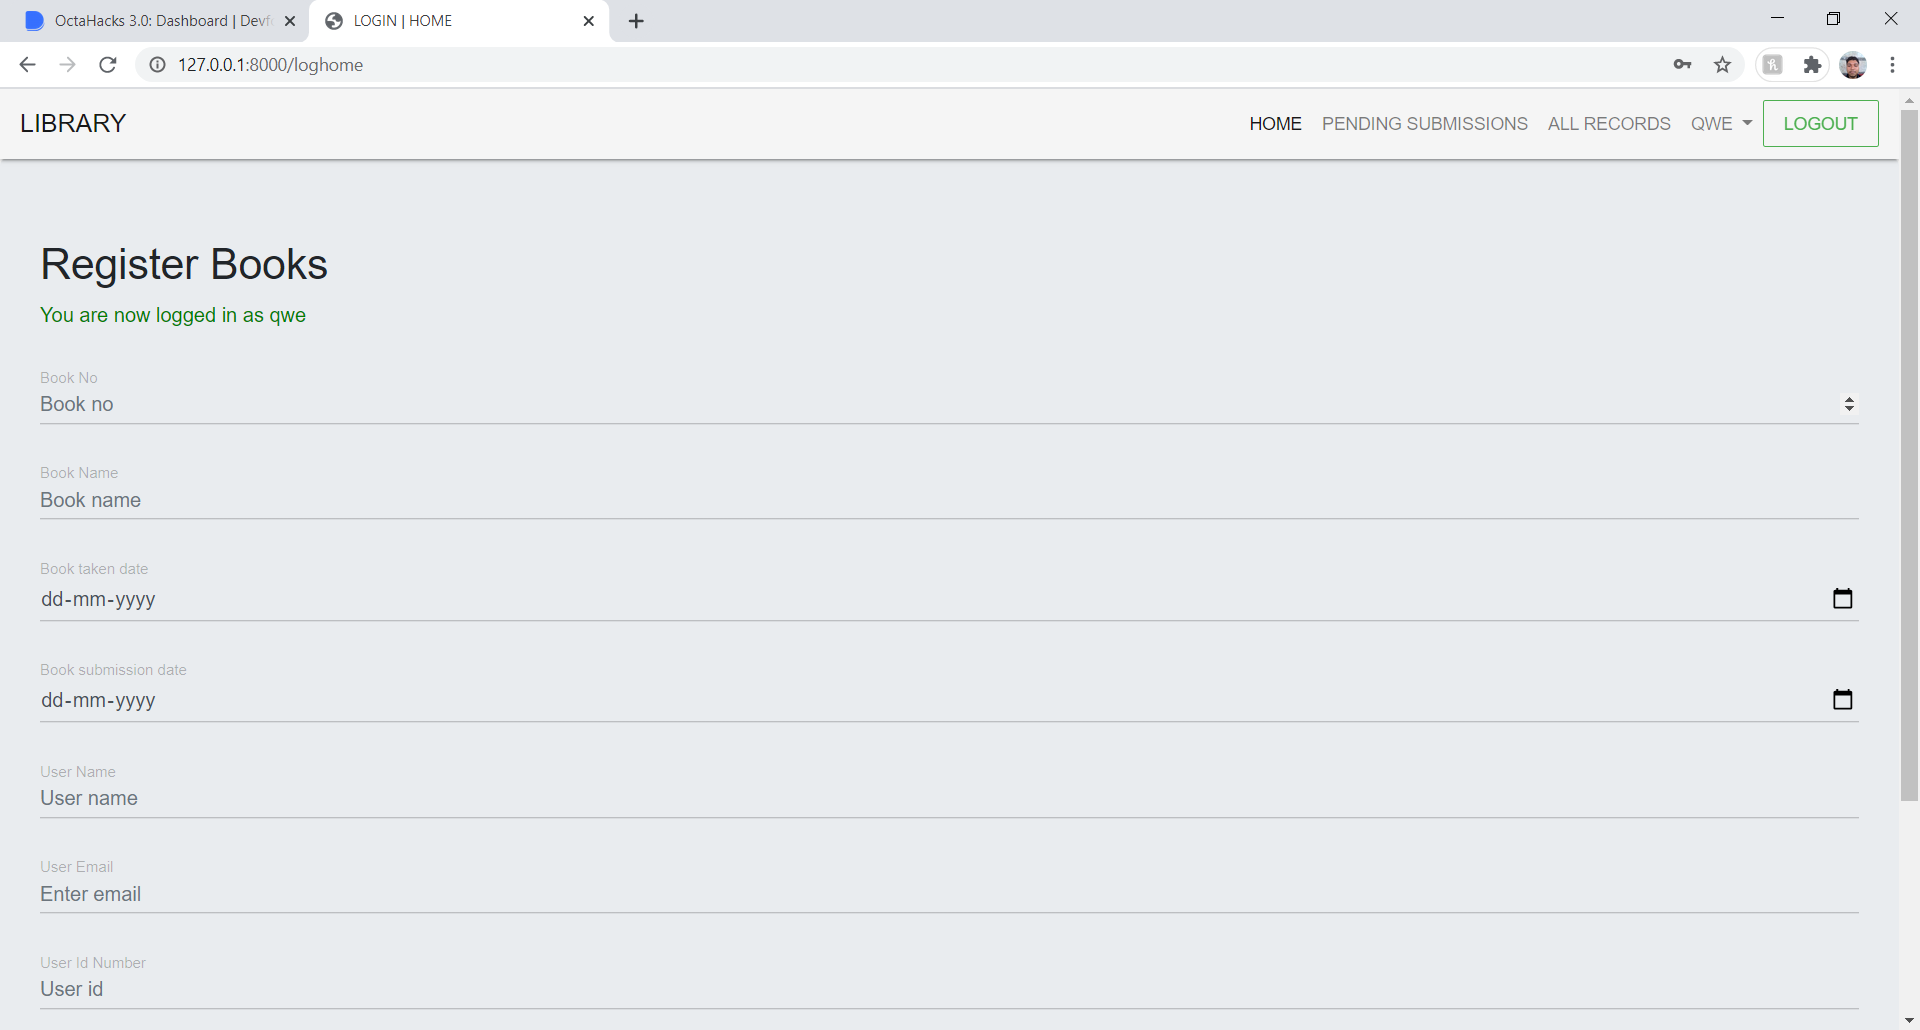 OctaHacks 3.0: Dashboard | Devf
LOGIN | HOME
127.0.0.1:8000/loghome
LIBRARY
HOME PENDING SUBMISSIONS ALL RECORDS QWE LOGOUT
Register Books
You are now logged in as qwe
Book No
Book no
Book Name
Book name
Book taken date
dd-mm-yyyy
Book submission date
dd-mm-yyyy
User Name
User name
User Email
Enter email
User Id Number
User id